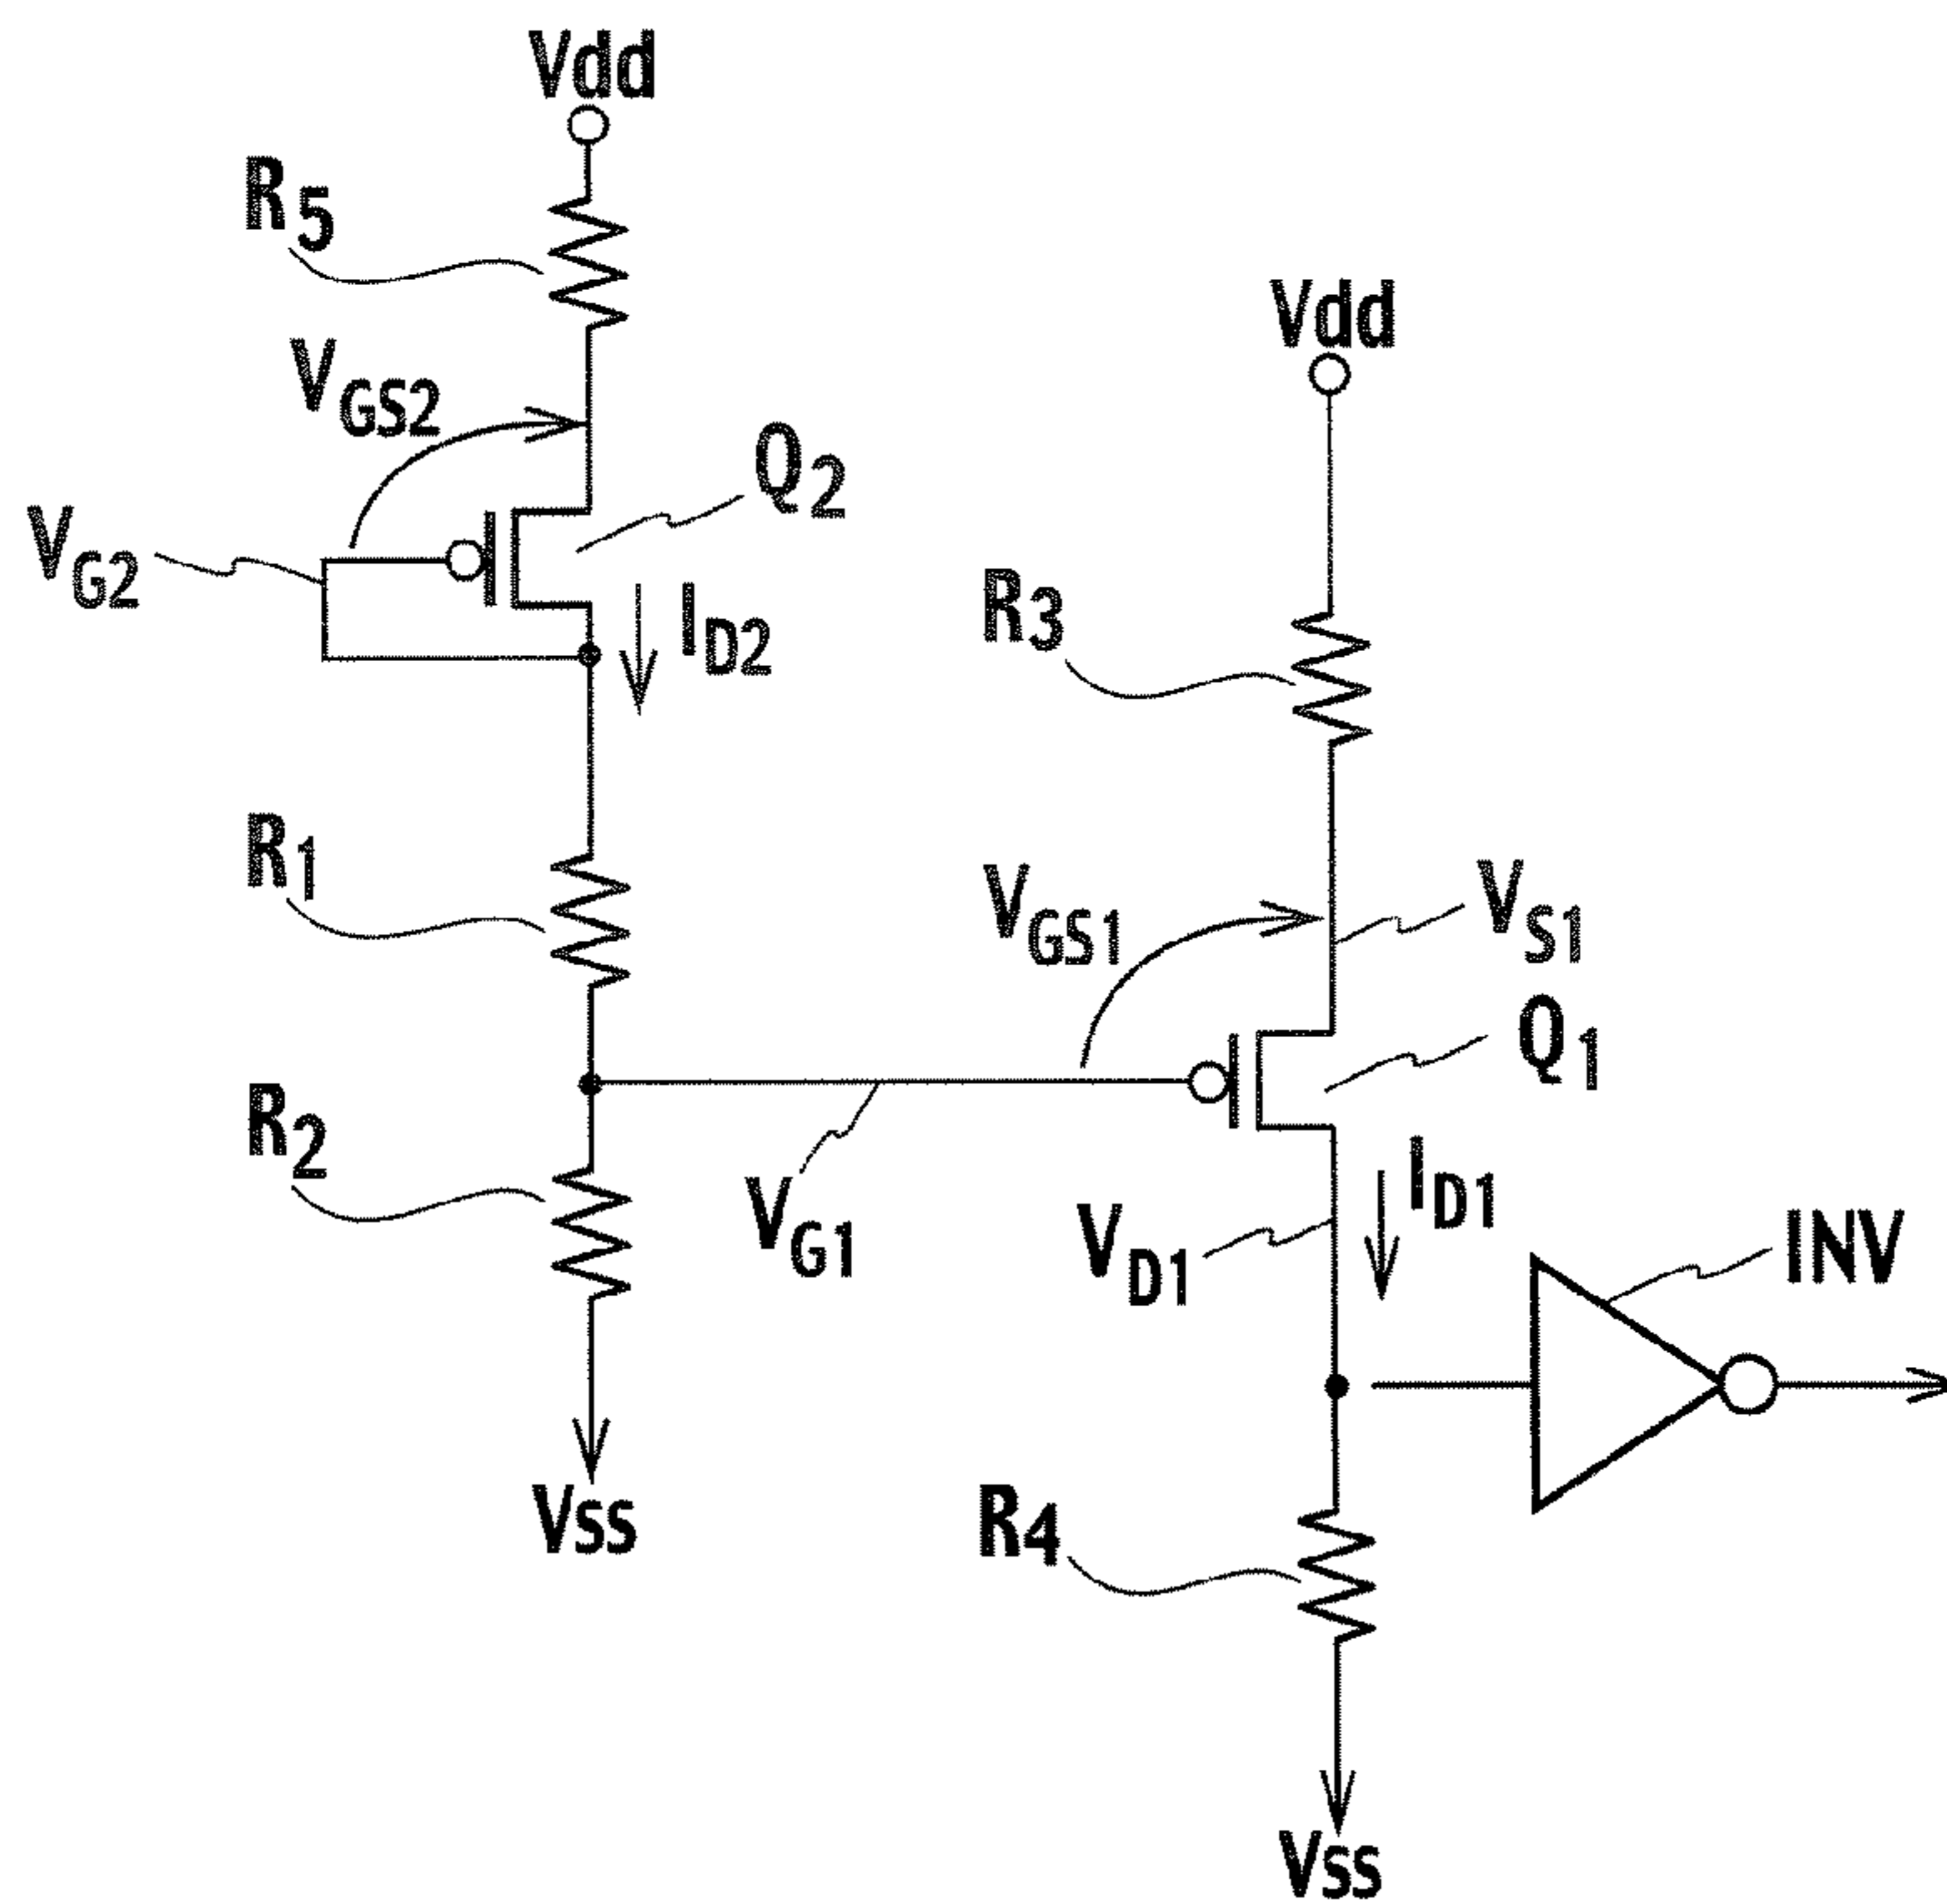 Vdd
R5
VGS2
Q2
VG2
ID2
Vdd
R3
R1
VGS1
VS1
Q1
R2
VG1
ID1
VD1
INV
Vss
R4
Vss